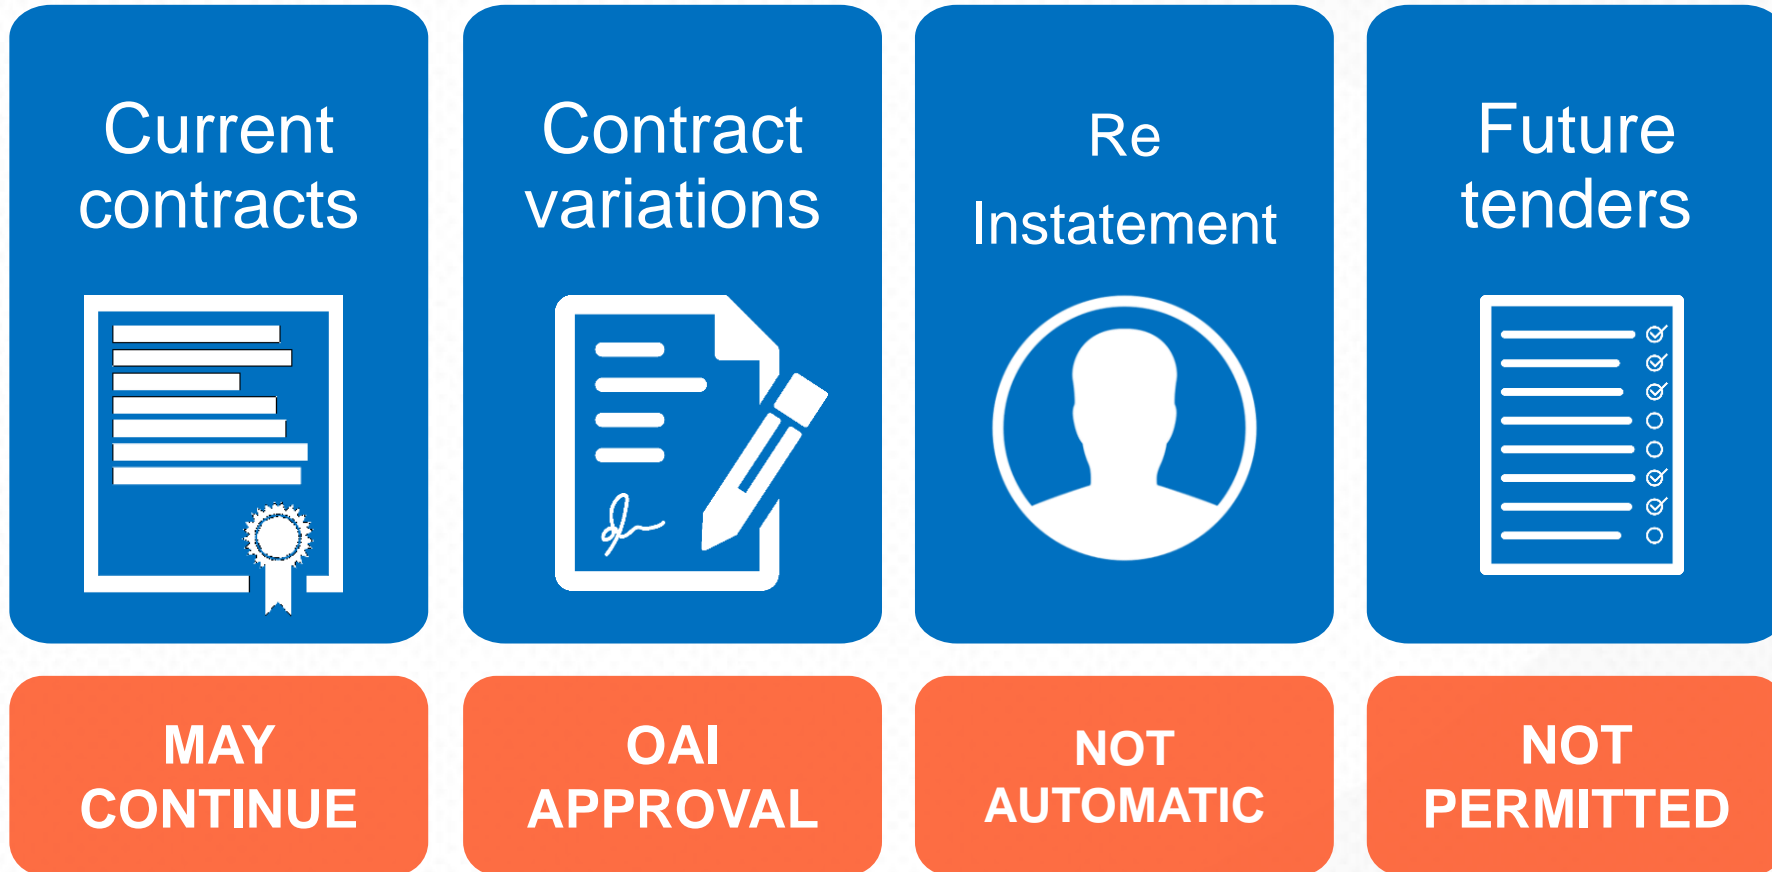 Current
contracts
MAY
CONTINUE
Contract
variations
OAI
APPROVAL
Re
Instatement
NOT
AUTOMATIC
Future
tenders
NOT
PERMITTED